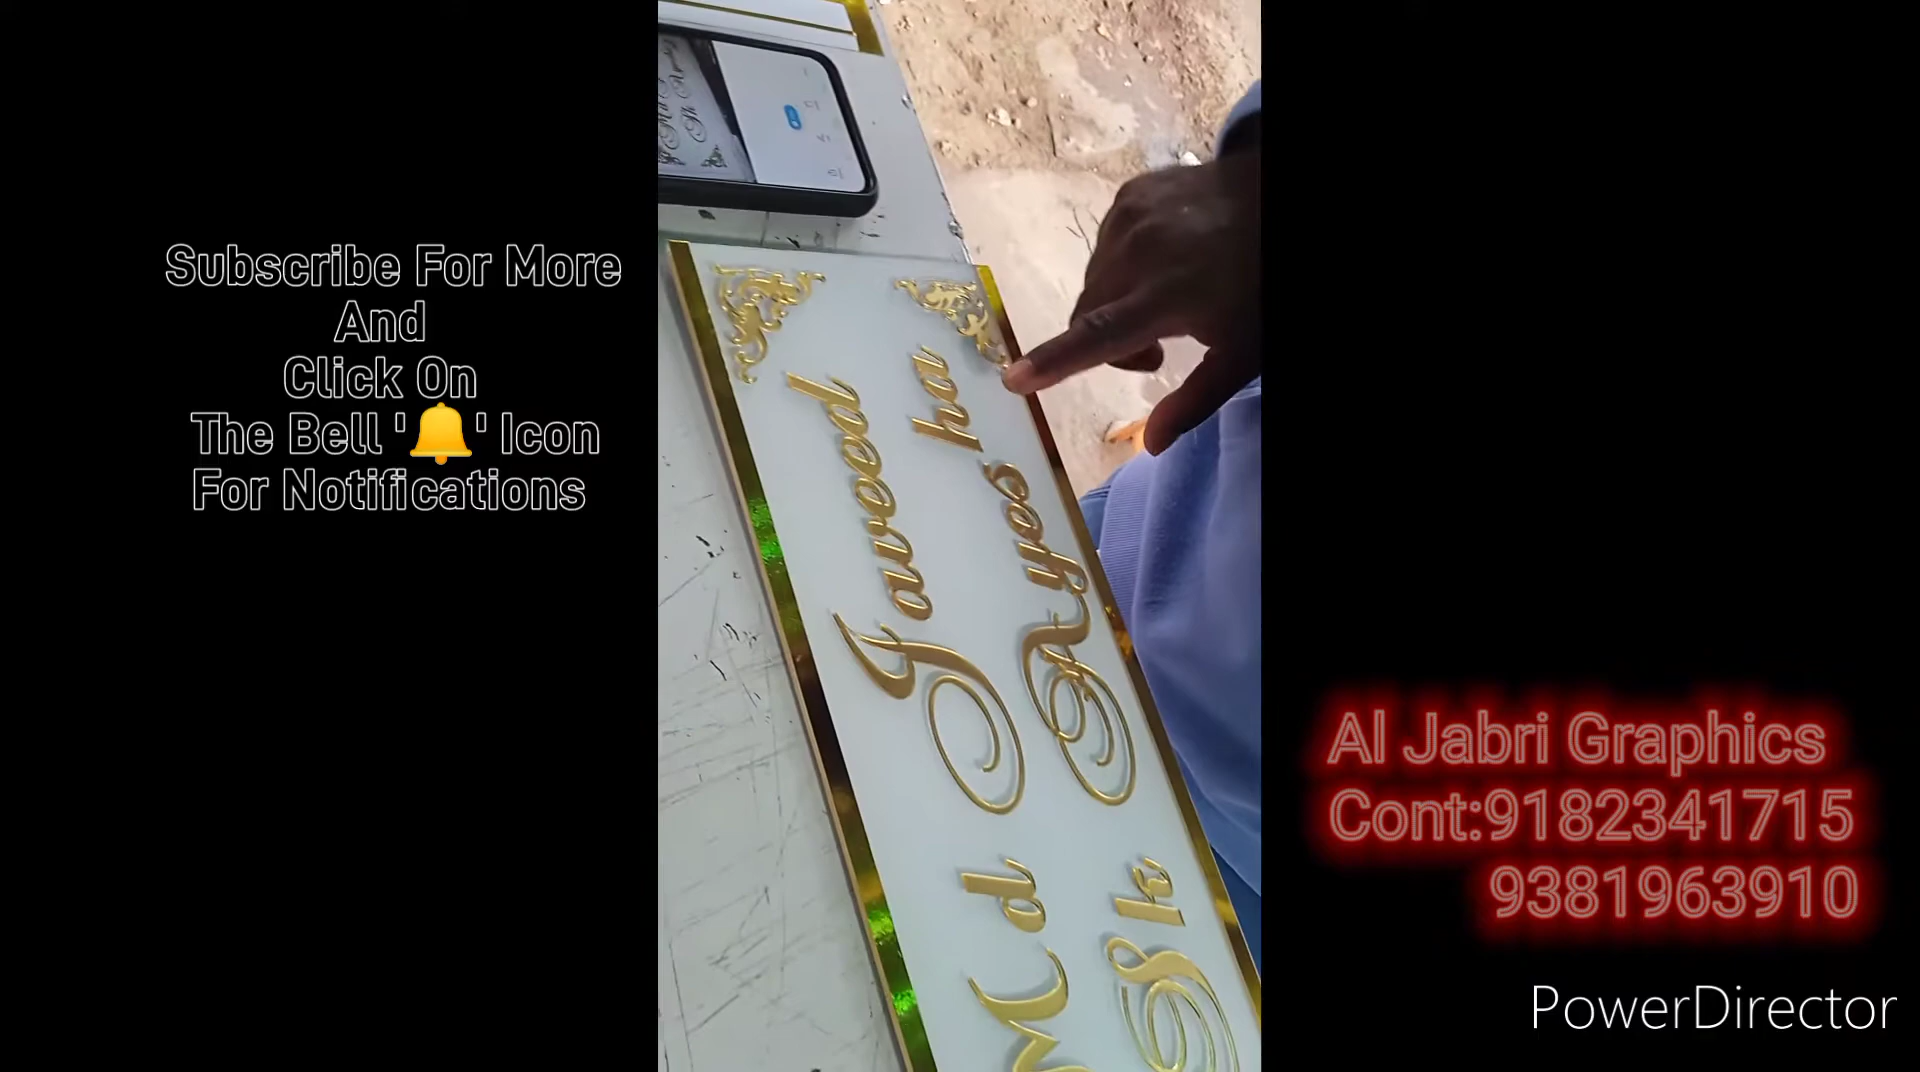 Subscribe For More
And
Click On
The Bell '🔔' Icon
For Notifications
Md Javeed
Sk Ayesha
Al Jabri Graphics
Cont:9182341715
9381963910
PowerDirector